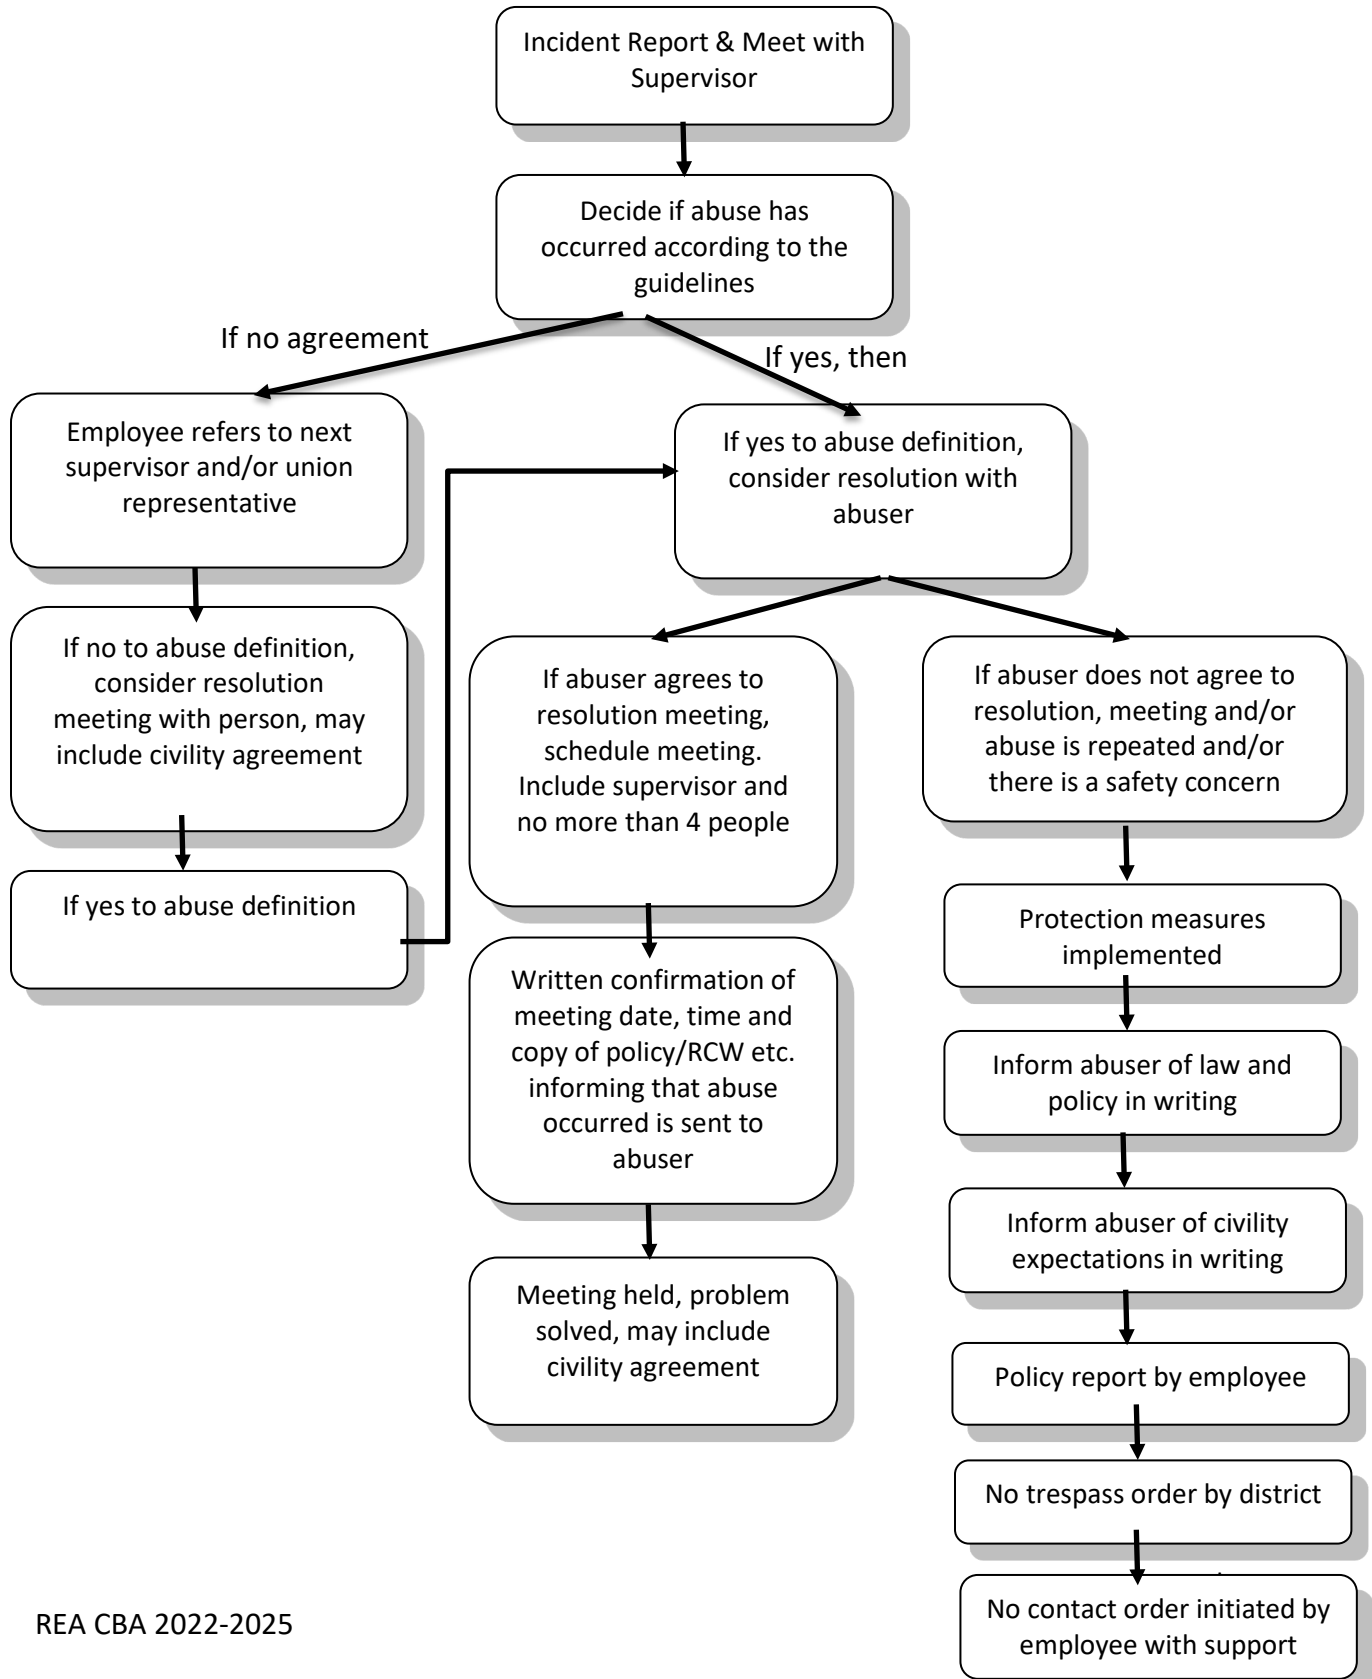 Incident Report & Meet with
Supervisor
Decide if abuse has
occurred according to the
guidelines
If no agreement
If yes, then
Employee refers to next
supervisor and/or union
representative
If yes to abuse definition,
consider resolution with
abuser
If no to abuse definition,
consider resolution
meeting with person, may
include civility agreement
If yes to abuse definition
If abuser agrees to
resolution meeting,
schedule meeting.
Include supervisor and
no more than 4 people
Written confirmation of
meeting date, time and
copy of policy/RCW etc.
informing that abuse
occurred is sent to
abuser
Meeting held, problem
solved, may include
civility agreement
If abuser does not agree to
resolution, meeting and/or
abuse is repeated and/or
there is a safety concern
Protection measures
implemented
Inform abuser of law and
policy in writing
Inform abuser of civility
expectations in writing
Policy report by employee
No trespass order by district
No contact order initiated by
employee with support
REA CBA 2022-2025